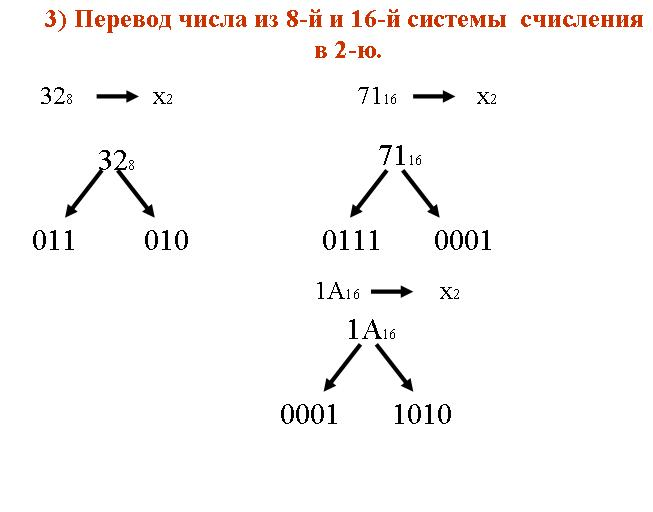 3) Перевод числа из 8-й и 16-й системы счисления
в 2-ю.
32₈ x₂ 71₁₆ x₂
32₈ 71₁₆
011 010 0111 0001
1A₁₆ x₂
1A₁₆
0001 1010